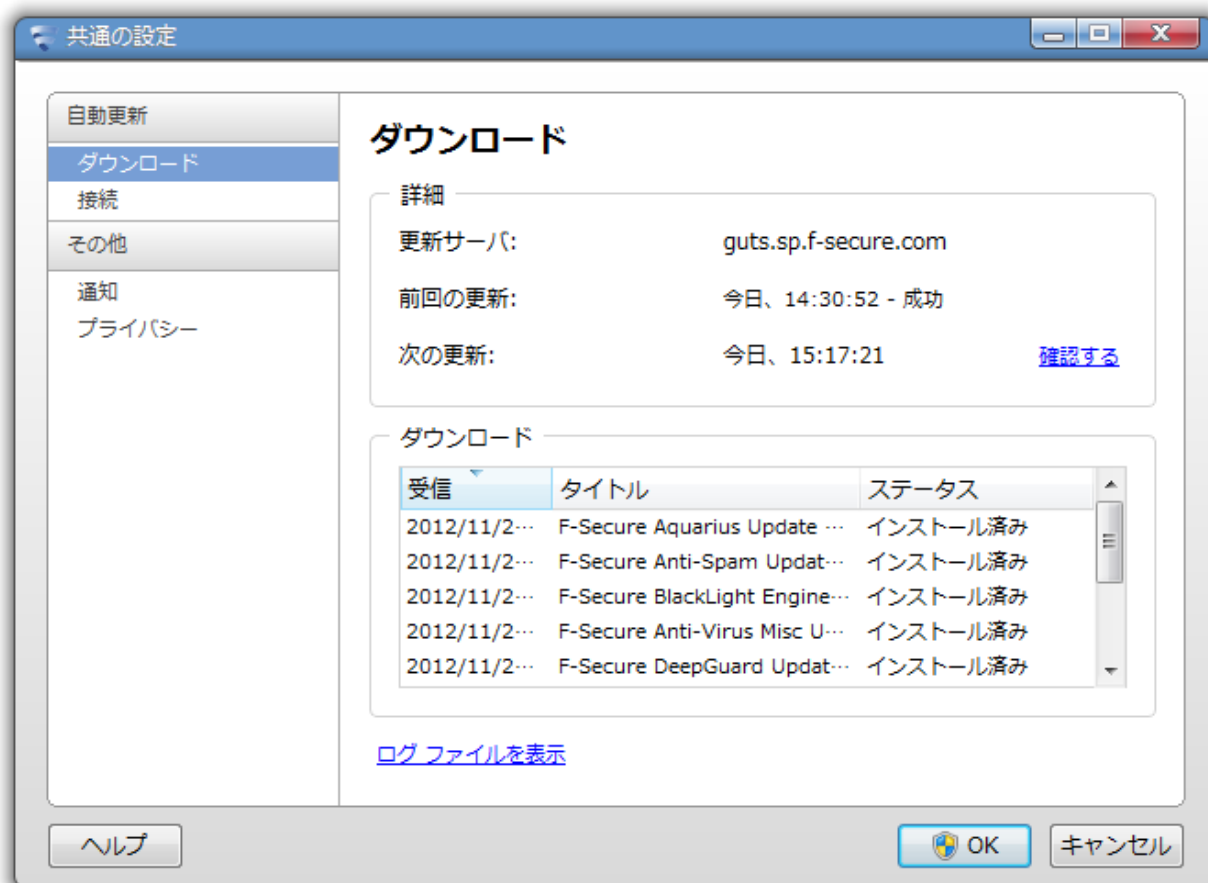 共通の設定
自動更新
ダウンロード
接続
その他
通知
プライバシー
ダウンロード
詳細
更新サーバ: guts.sp.f-secure.com
前回の更新: 今日、14:30:52 - 成功
次の更新: 今日、15:17:21 確認する
ダウンロード
受信 タイトル ステータス
2012/11/2… F-Secure Aquarius Update … インストール済み
2012/11/2… F-Secure Anti-Spam Updat… インストール済み
2012/11/2… F-Secure BlackLight Engine… インストール済み
2012/11/2… F-Secure Anti-Virus Misc U… インストール済み
2012/11/2… F-Secure DeepGuard Updat… インストール済み
ログ ファイルを表示
ヘルプ OK キャンセル